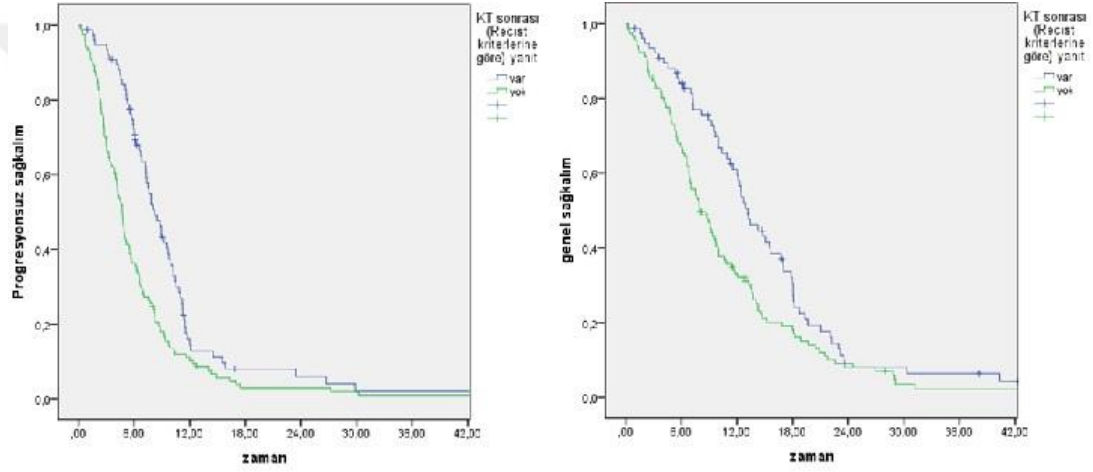 Progresyonsuz sağkalım
1,0
0,8
0,6
0,4
0,2
0,0
,00
6,00
12,00
18,00
24,00
30,00
36,00
42,00
zaman
KT sonrası
(Recist
kriterlerine
göre) yanıt
var
yok
genel sağkalım
1,0
0,8
0,6
0,4
0,2
0,0
,00
6,00
12,00
18,00
24,00
30,00
36,00
42,00
zaman
KT sonrası
(Recist
kriterlerine
göre) yanıt
var
yok